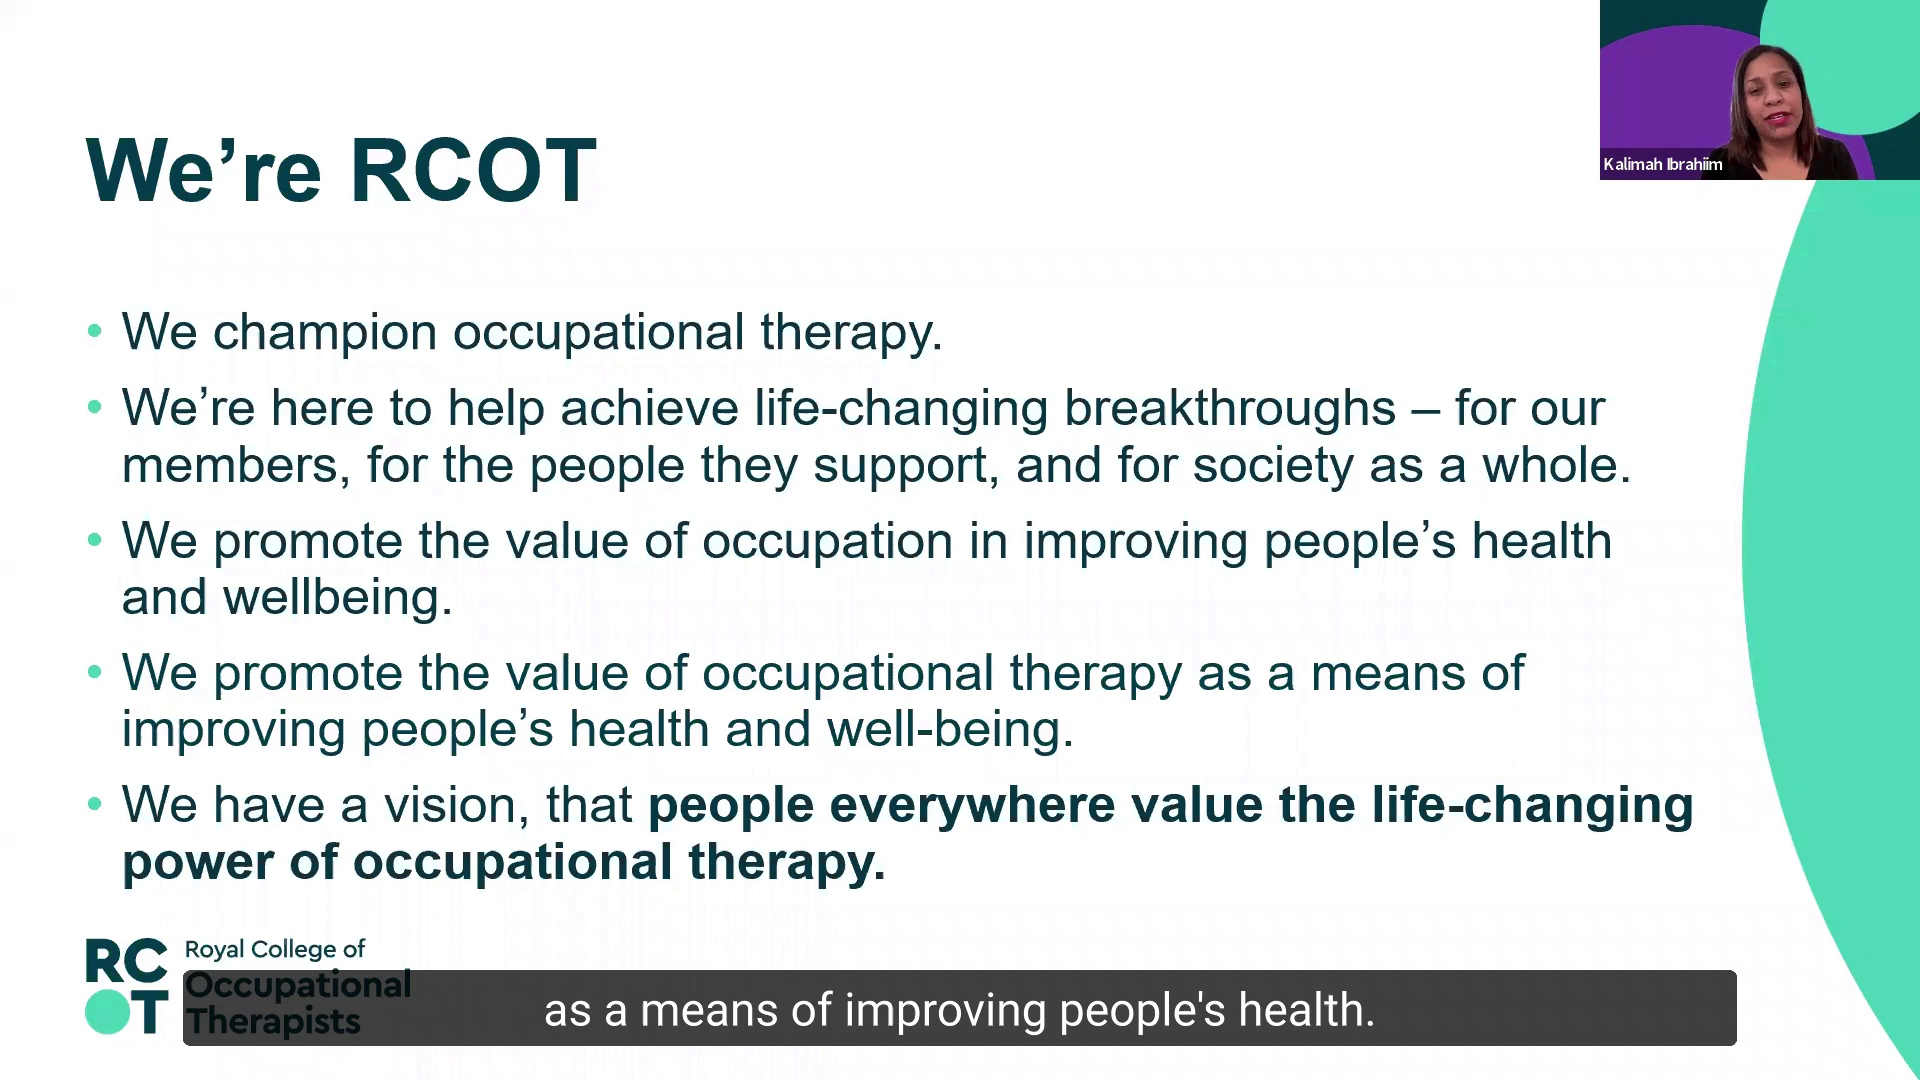 Kalimah Ibrahiim
We’re RCOT
• We champion occupational therapy.
• We’re here to help achieve life-changing breakthroughs – for our
members, for the people they support, and for society as a whole.
• We promote the value of occupation in improving people’s health
and wellbeing.
• We promote the value of occupational therapy as a means of
improving people’s health and well-being.
• We have a vision, that people everywhere value the life-changing
power of occupational therapy.
RC
OT
Royal College of
Occupational
Therapists
as a means of improving people's health.